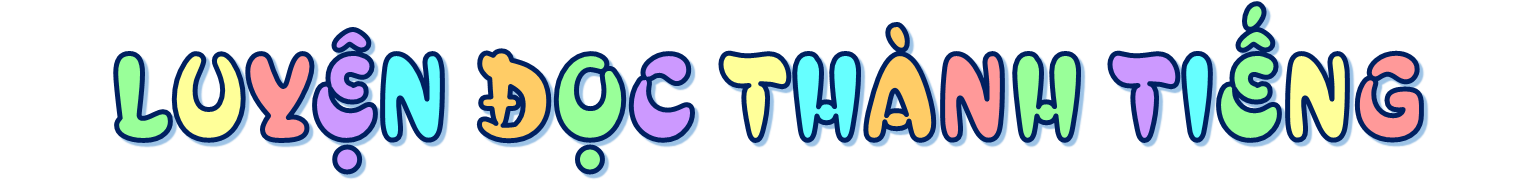 LUYỆN ĐỌC THÀNH TIẾNG